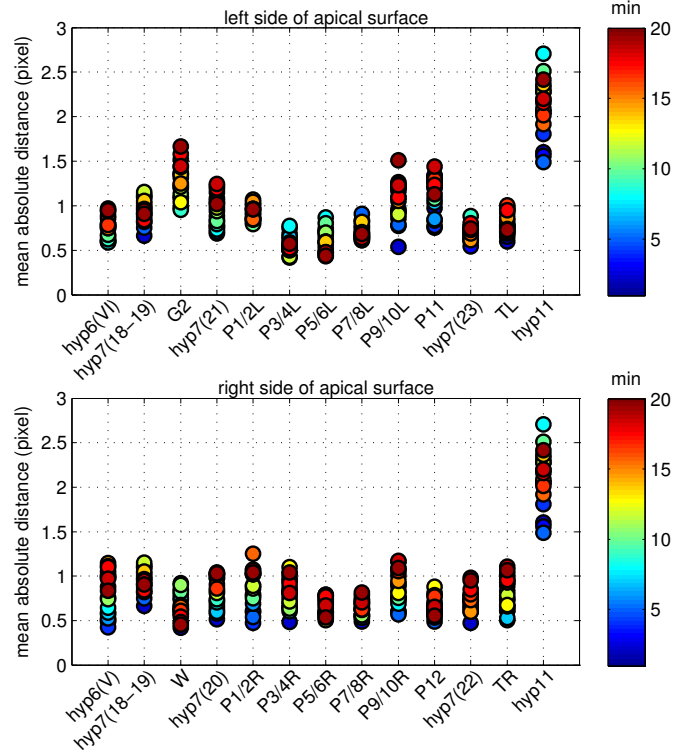 left side of apical surface
min
3
2.5
2
1.5
1
0.5
0
mean absolute distance (pixel)
20
15
10
5
hyp6(VI)
hyp7(18−19)
G2
hyp7(21)
P1/2L
P3/4L
P5/6L
P7/8L
P9/10L
P11
hyp7(23)
TL
hyp11
right side of apical surface
min
3
2.5
2
1.5
1
0.5
0
mean absolute distance (pixel)
20
15
10
5
hyp6(V)
hyp7(18−19)
W
hyp7(20)
P1/2R
P3/4R
P5/6R
P7/8R
P9/10R
P12
hyp7(22)
TR
hyp11